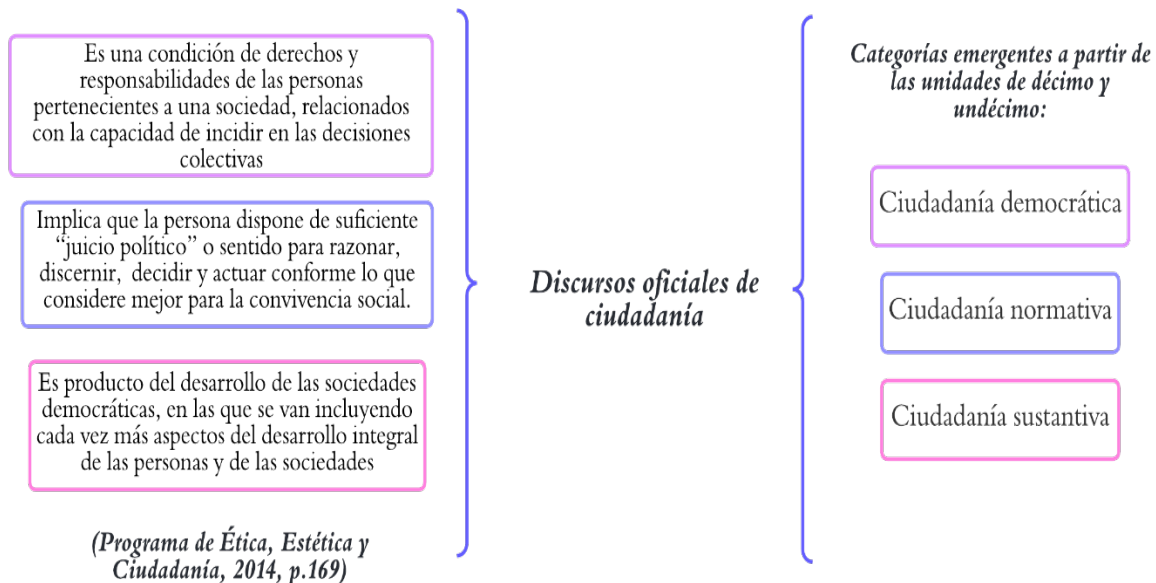 Es una condición de derechos y
responsabilidades de las personas
pertenecientes a una sociedad, relacionados
con la capacidad de incidir en las decisiones
colectivas
Implica que la persona dispone de suficiente
“juicio político” o sentido para razonar,
discernir, decidir y actuar conforme lo que
considere mejor para la convivencia social.
Es producto del desarrollo de las sociedades
democráticas, en las que se van incluyendo
cada vez más aspectos del desarrollo integral
de las personas y de las sociedades
(Programa de Ética, Estética y
Ciudadanía, 2014, p.169)
Discursos oficiales de
ciudadanía
Categorías emergentes a partir de
las unidades de décimo y
undécimo:
Ciudadanía democrática
Ciudadanía normativa
Ciudadanía sustantiva